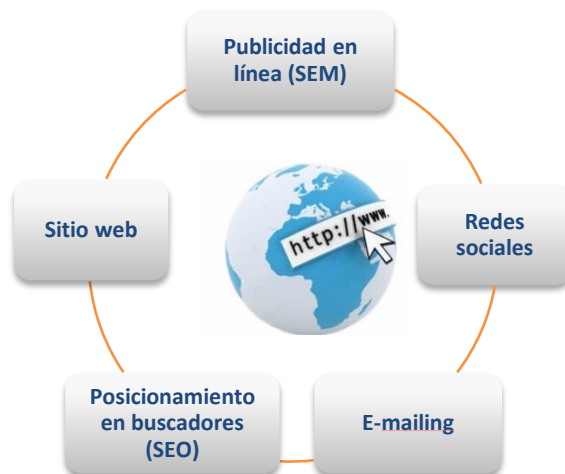 Publicidad en
línea (SEM)
Sitio web
http://www.
Redes
sociales
Posicionamiento
en buscadores
(SEO)
E-mailing